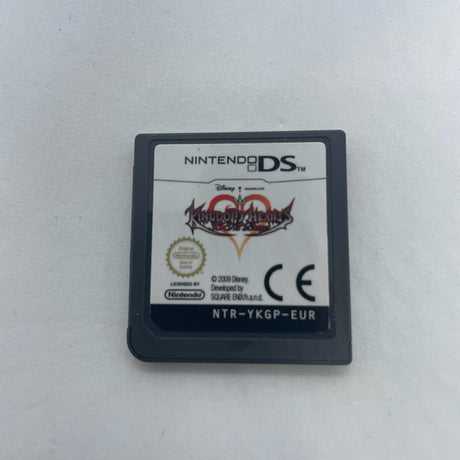 NINTENDO DS™
Disney
KINGDOM HEARTS
Original
Nintendo
Seal of
Quality
LICENSED BY
Nintendo
© 2009 Disney.
Developed by
SQUARE ENIX/h.a.n.d.
CE
NTR-YKGP-EUR